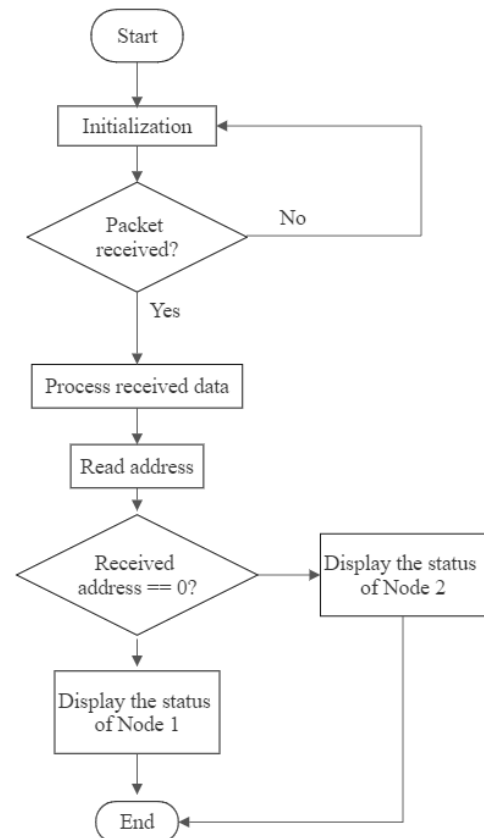 Start
Initialization
Packet
received?
No
Yes
Process received data
Read address
Received
address == 0?
Display the status
of Node 2
Display the status
of Node 1
End